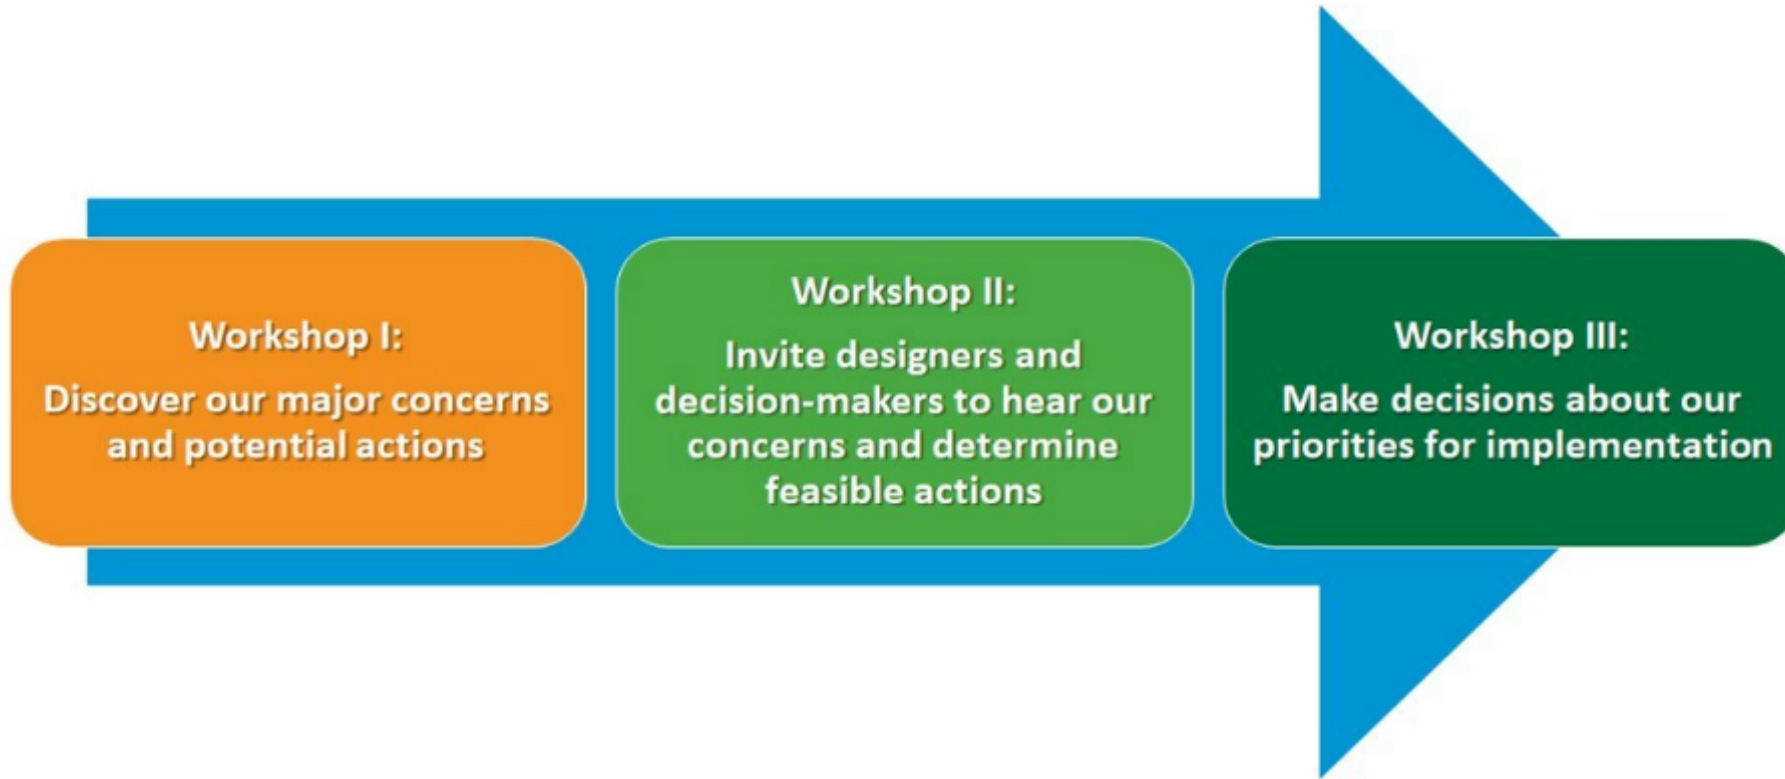 Workshop I:
Discover our major concerns
and potential actions
Workshop II:
Invite designers and
decision-makers to hear our
concerns and determine
feasible actions
Workshop III:
Make decisions about our
priorities for implementation